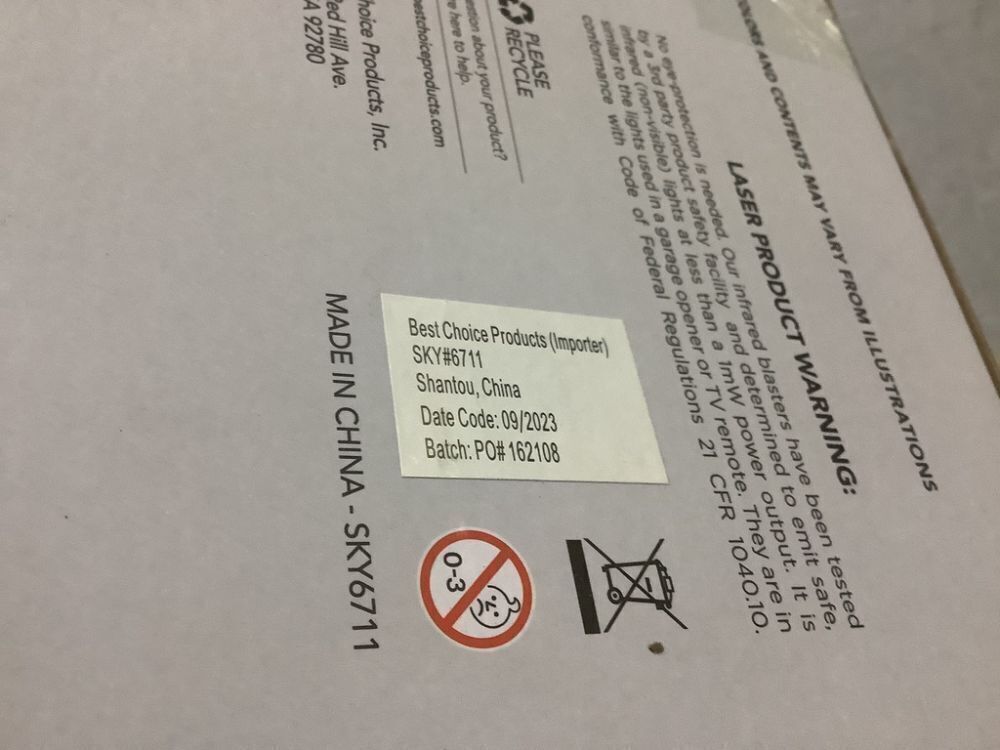 COLORS AND CONTENTS MAY VARY FROM ILLUSTRATIONS
LASER PRODUCT WARNING:
No eye-protection is needed. Our infrared blasters have been tested
by a 3rd party product safety facility and determined to emit safe,
infrared (non-visible) lights at less than a 1mW power output. It is
similar to the lights used in a garage opener or TV remote. They are in
conformance with Code of Federal Regulations 21 CFR 1040.10.
PLEASE
RECYCLE
about your product?
here to help.
bestchoiceproducts.com
Choice Products, Inc.
Red Hill Ave.
CA 92780
Best Choice Products (Importer)
SKY#6711
Shantou, China
Date Code: 09/2023
Batch: PO# 162108
MADE IN CHINA - SKY6711
0-3